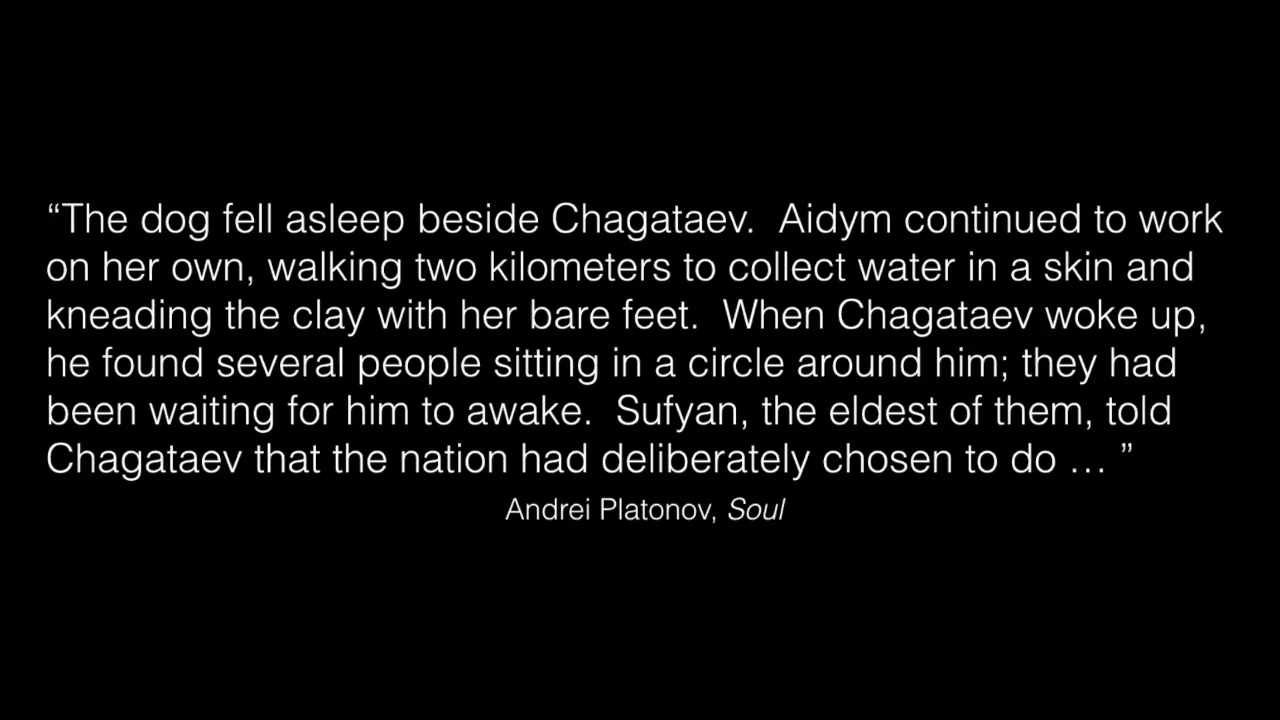 “The dog fell asleep beside Chagataev.  Aidym continued to work
on her own, walking two kilometers to collect water in a skin and
kneading the clay with her bare feet.  When Chagataev woke up,
he found several people sitting in a circle around him; they had
been waiting for him to awake.  Sufyan, the eldest of them, told
Chagataev that the nation had deliberately chosen to do … ”
Andrei Platonov, Soul